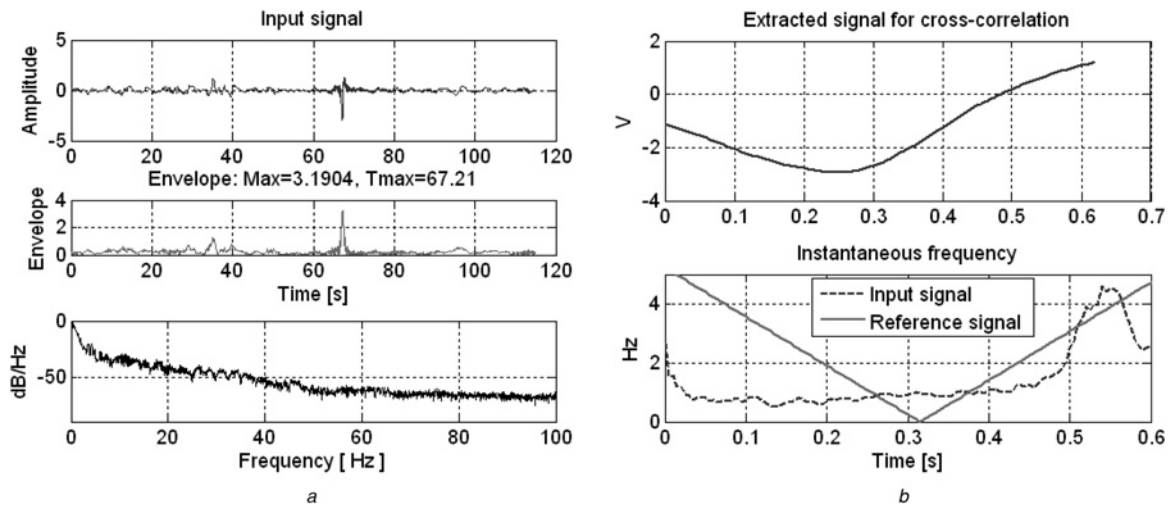 Input signal
Amplitude
5
0
-5
0 20 40 60 80 100 120
Envelope: Max=3.1904, Tmax=67.21
Envelope
4
2
0
0 20 40 60 80 100 120
Time [s]
dB/Hz
0
-50
0 20 40 60 80 100
Frequency [ Hz ]
a
Extracted signal for cross-correlation
V
2
0
-2
-4
0 0.1 0.2 0.3 0.4 0.5 0.6 0.7
Instantaneous frequency
Hz
4
2
0
Input signal
Reference signal
0 0.1 0.2 0.3 0.4 0.5 0.6
Time [s]
b